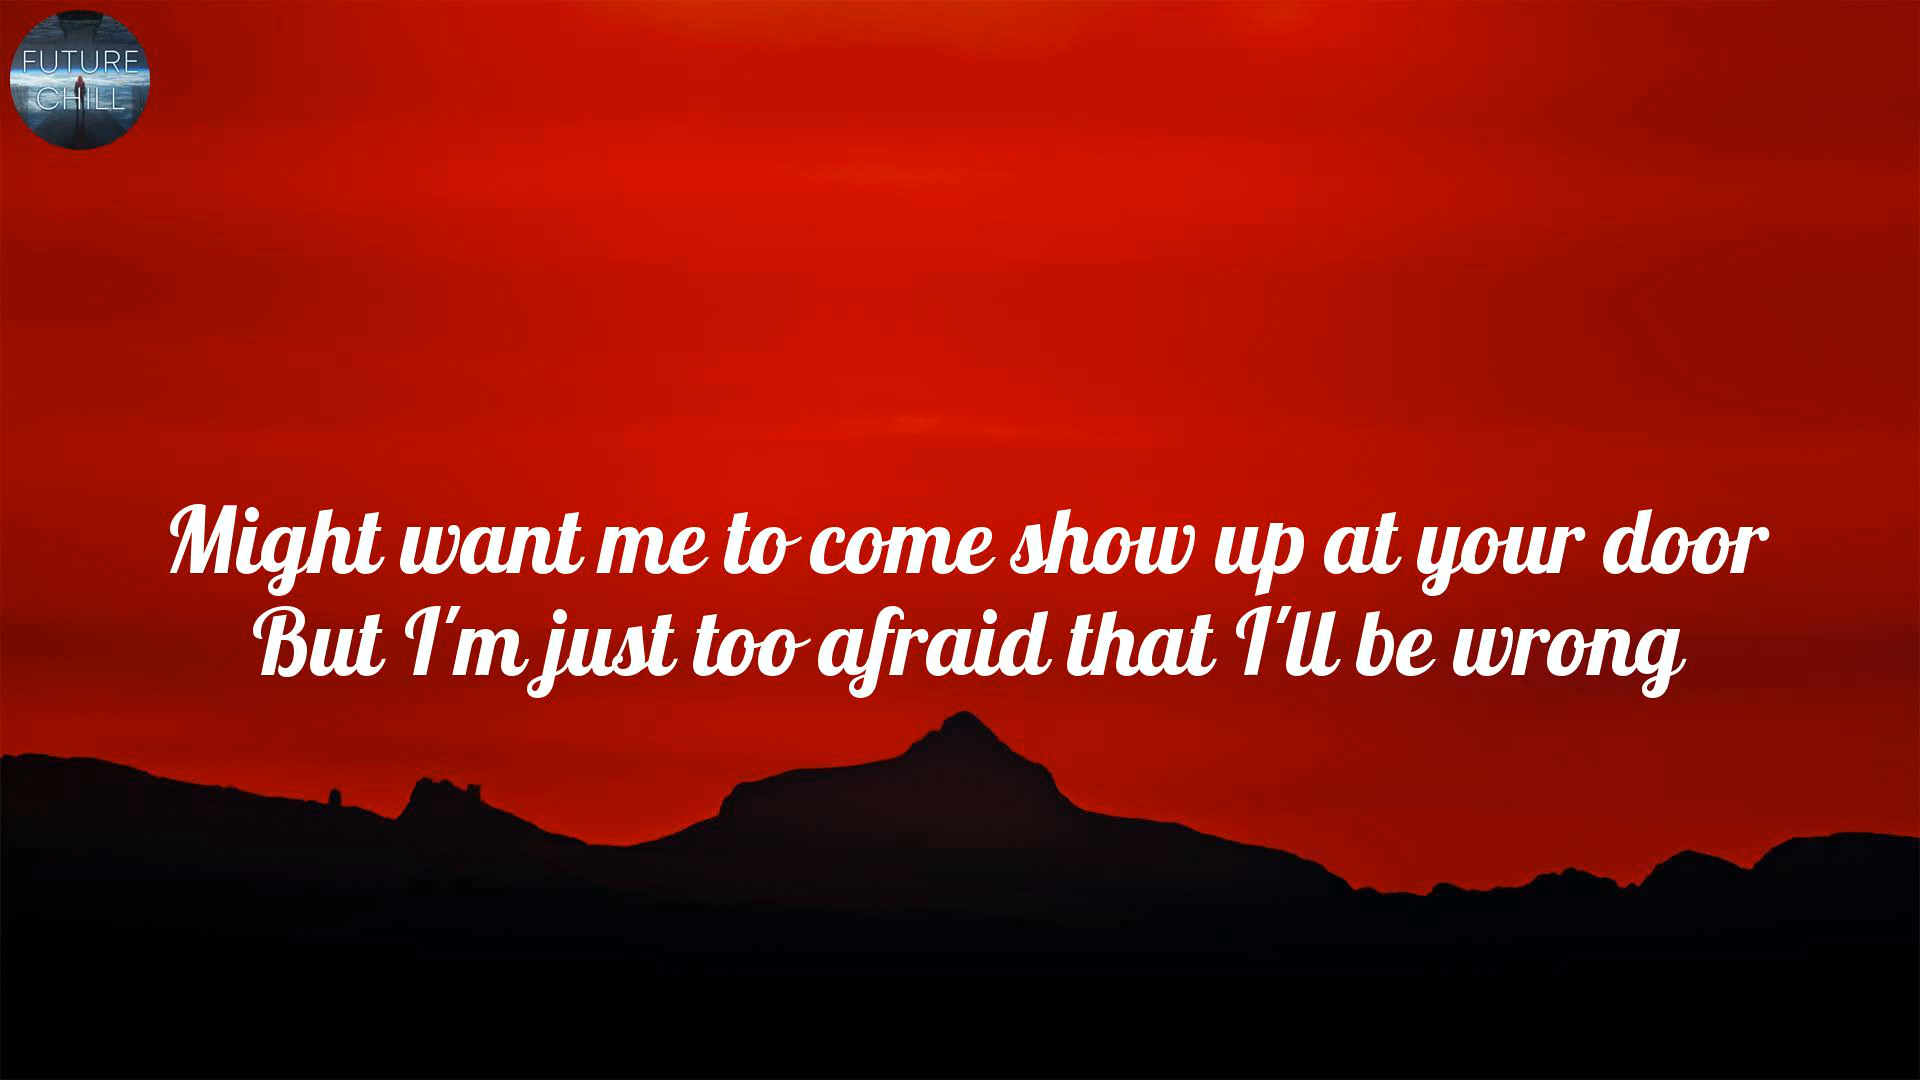 FUTURE
CHILL
Might want me to come show up at your door
But I'm just too afraid that I'll be wrong